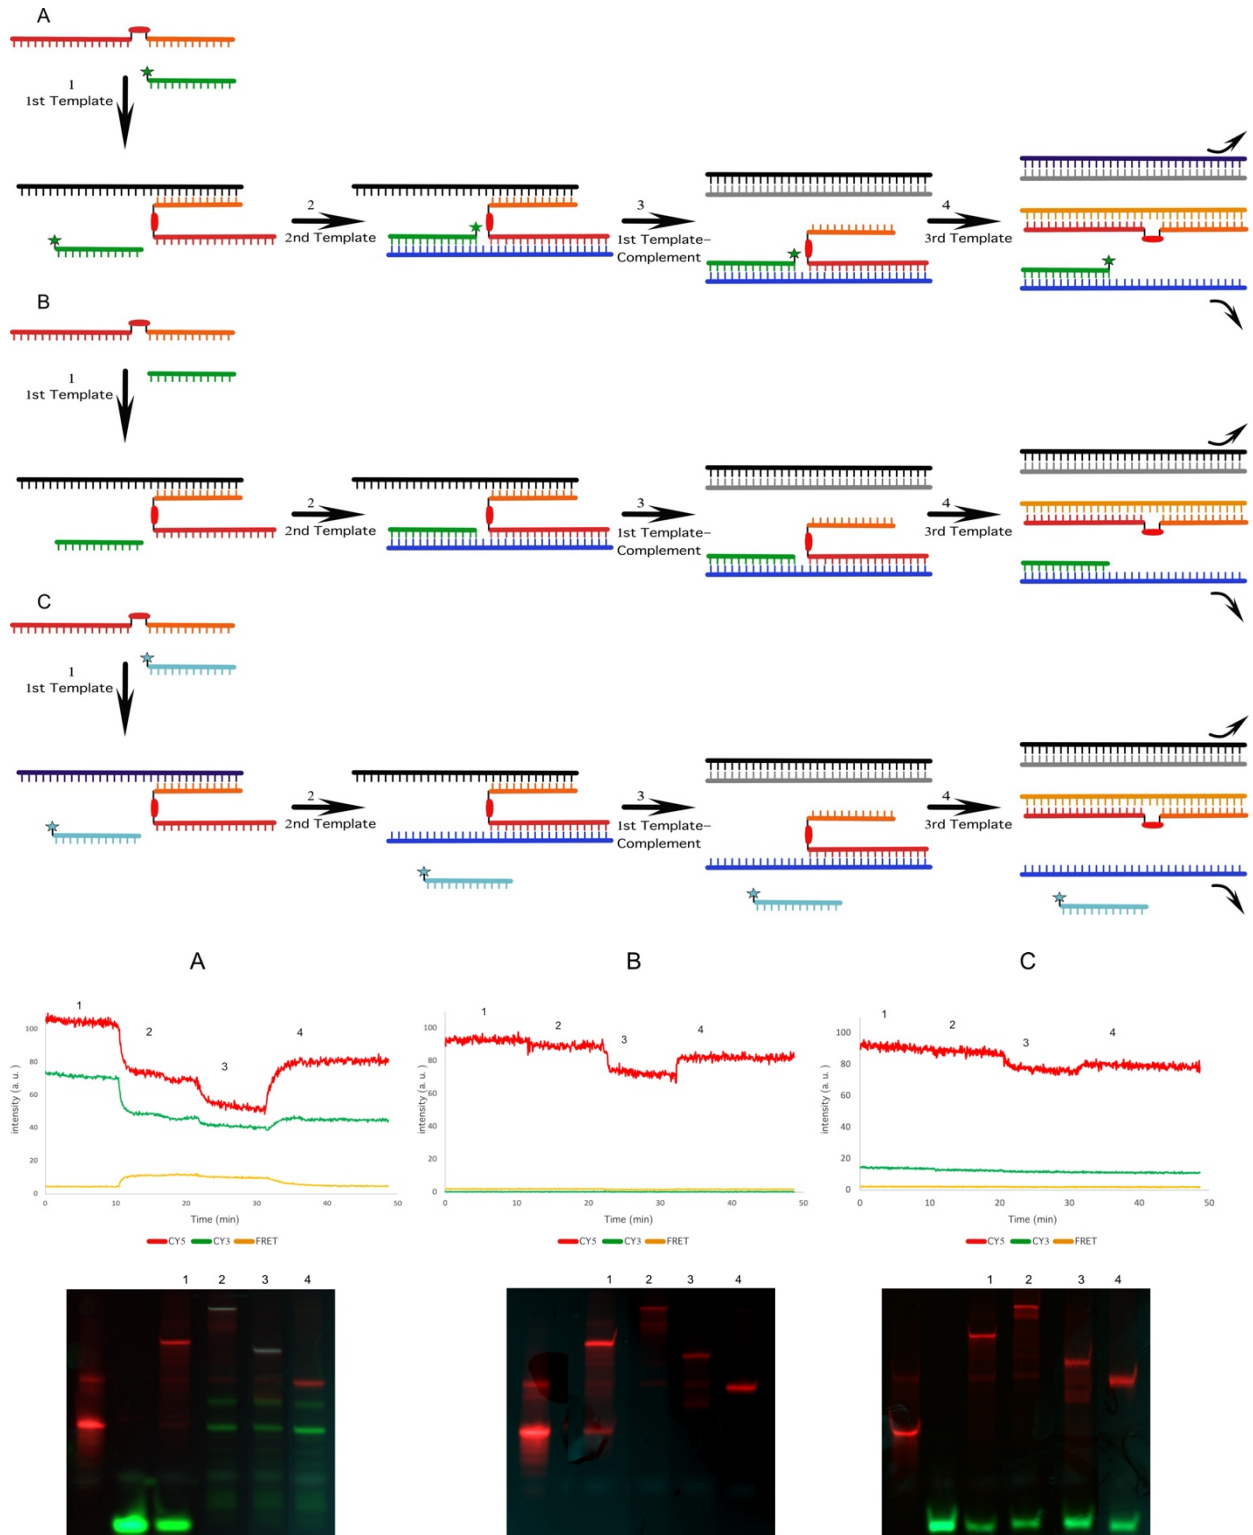 A
1
1st Template
2
2nd Template
3
1st Template-
Complement
4
3rd Template
B
1
1st Template
2
2nd Template
3
1st Template-
Complement
4
3rd Template
C
1
1st Template
2
2nd Template
3
1st Template-
Complement
4
3rd Template
A
1
2
3
4
100
80
60
40
20
0
intensity (a. u. )
0 10 20 30 40 50
Time (min)
CY5 CY3 FRET
B
1
2
3
4
100
80
60
40
20
0
intensity (a. u.)
0 10 20 30 40 50
Time (min)
CY5 CY3 FRET
C
1
2
3
4
100
80
60
40
20
0
intensity (a. u.)
0 10 20 30 40 50
Time (min)
CY5 CY3 FRET
1 2 3 4
1 2 3 4
1 2 3 4